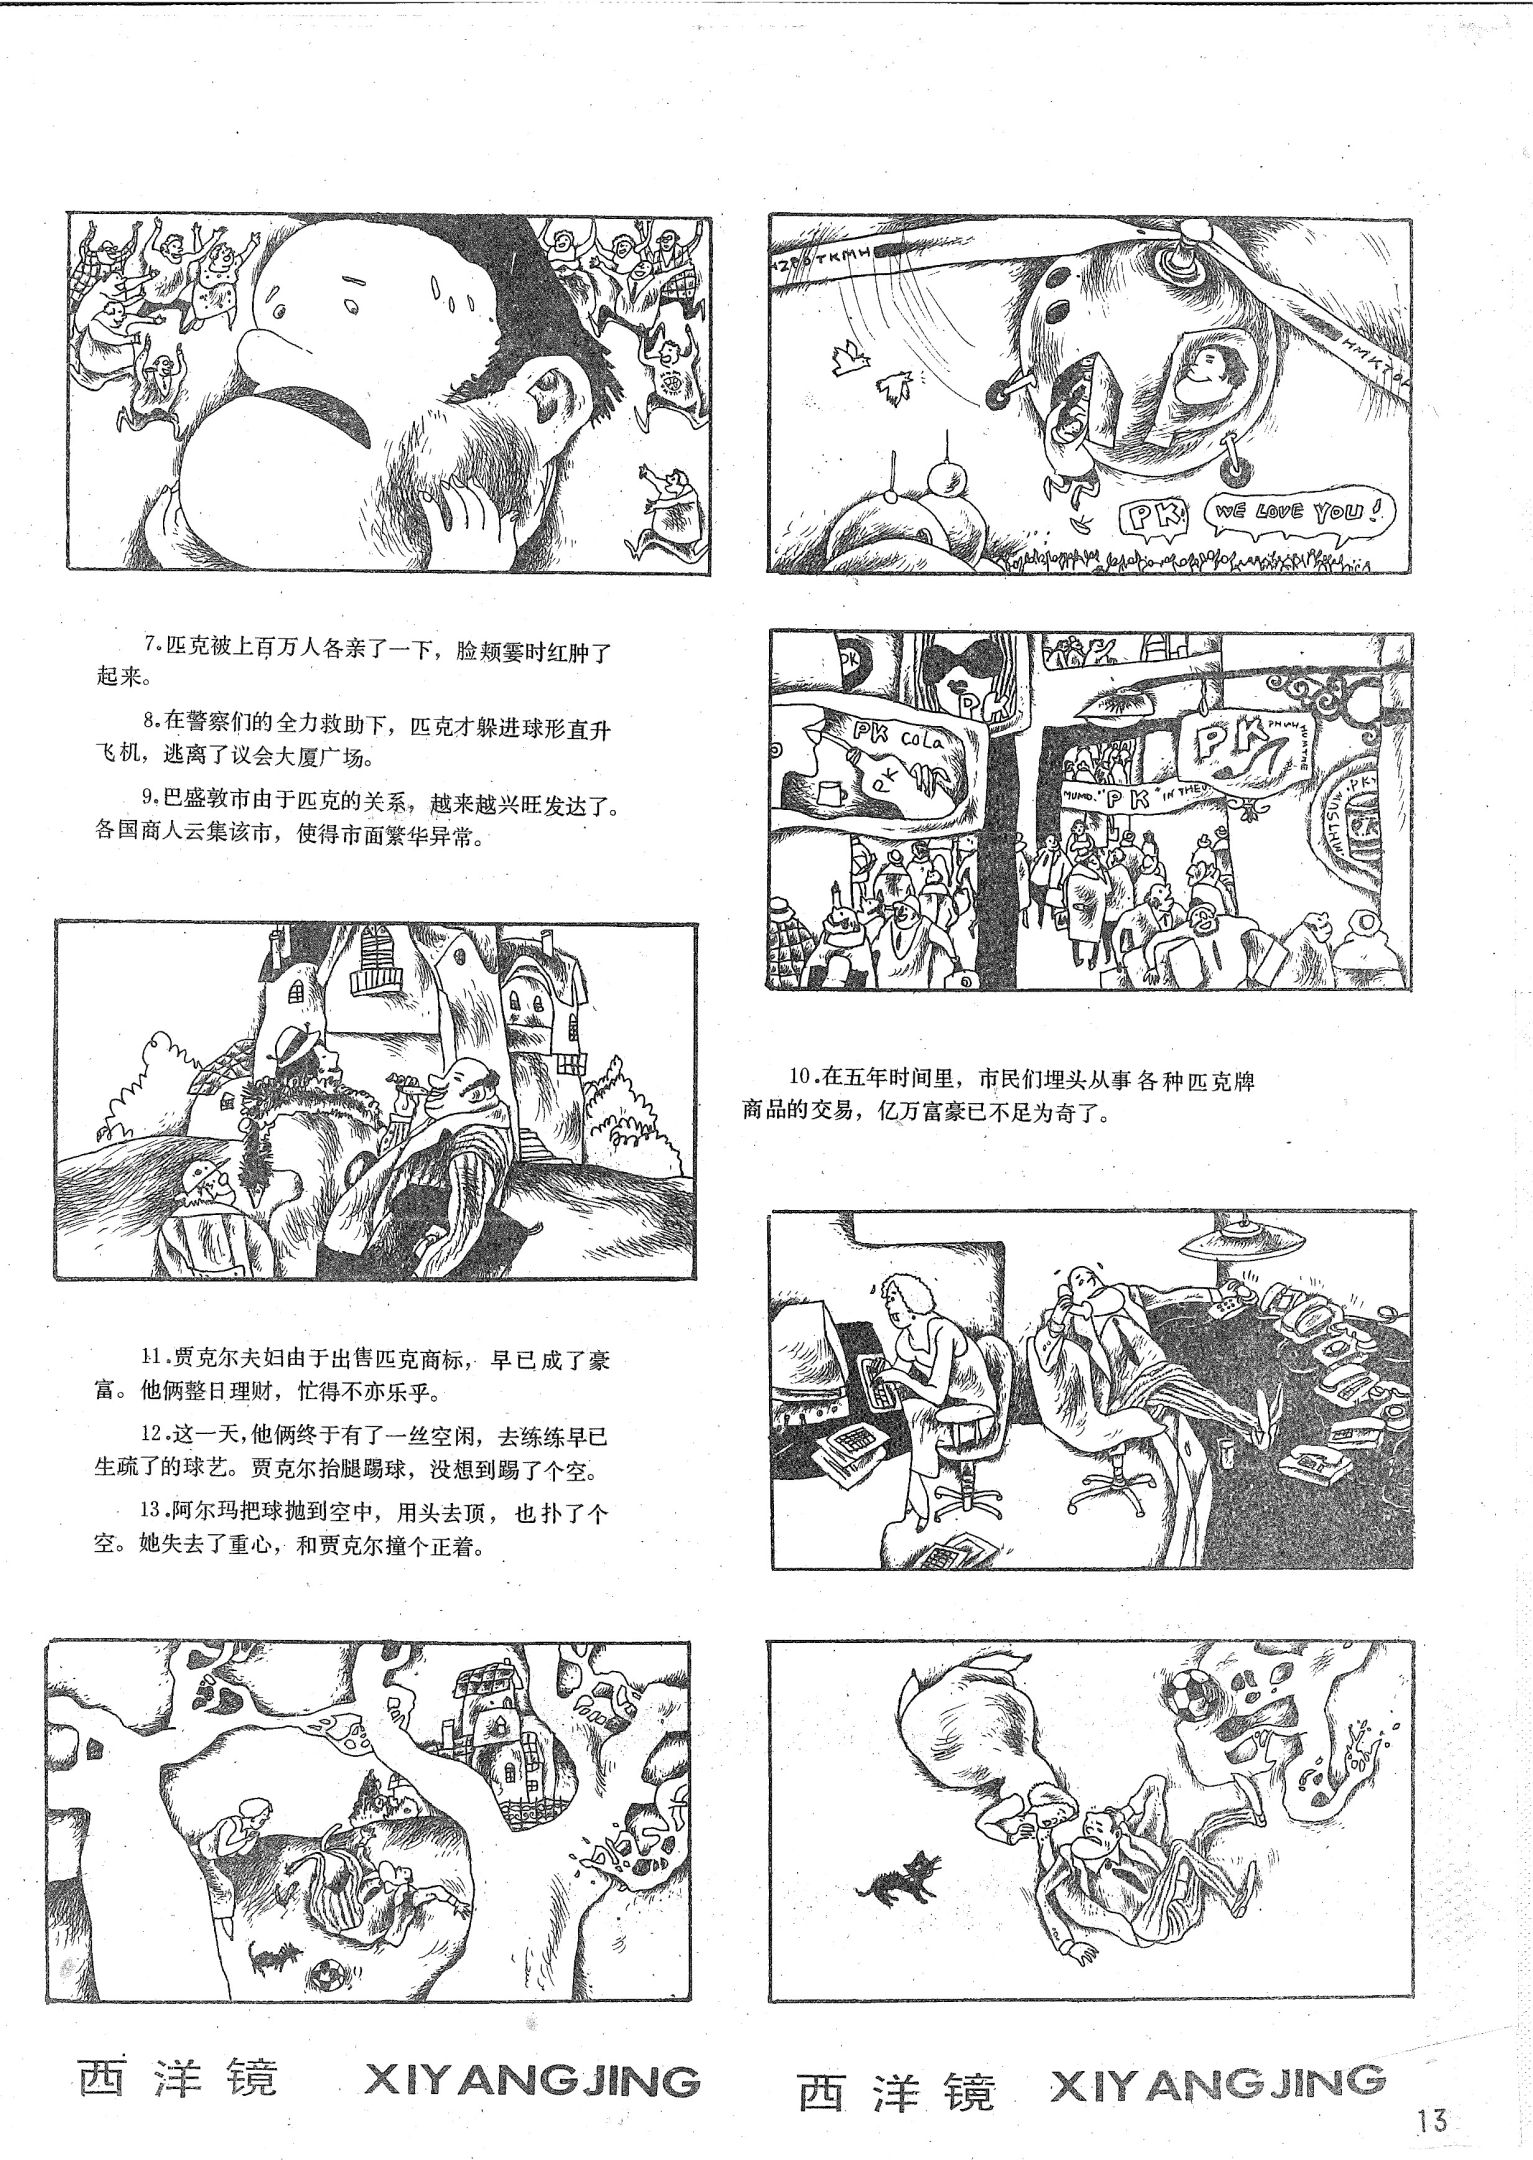 HZBOTKMH
HMKTOL
PK
WE LOVE YOU!
7.匹克被上百万人各亲了一下，脸颊霎时红肿了
起来。
8.在警察们的全力救助下，匹克才躲进球形直升
飞机，逃离了议会大厦广场。
9.巴盛敦市由于匹克的关系，越来越兴旺发达了。
各国商人云集该市，使得市面繁华异常。
PK
PK
PK COLA
PK
PK
"PK" IN THE
PK
PK
10.在五年时间里，市民们埋头从事各种匹克牌
商品的交易，亿万富豪已不足为奇了。
11.贾克尔夫妇由于出售匹克商标，早已成了豪
富。他俩整日理财，忙得不亦乐乎。
12.这一天，他俩终于有了一丝空闲，去练练早已
生疏了的球艺。贾克尔抬腿踢球，没想到踢了个空。
13.阿尔玛把球抛到空中，用头去顶，也扑了个
空。她失去了重心，和贾克尔撞个正着。
西洋镜 XIYANGJING
西洋镜 XIYANGJING
13